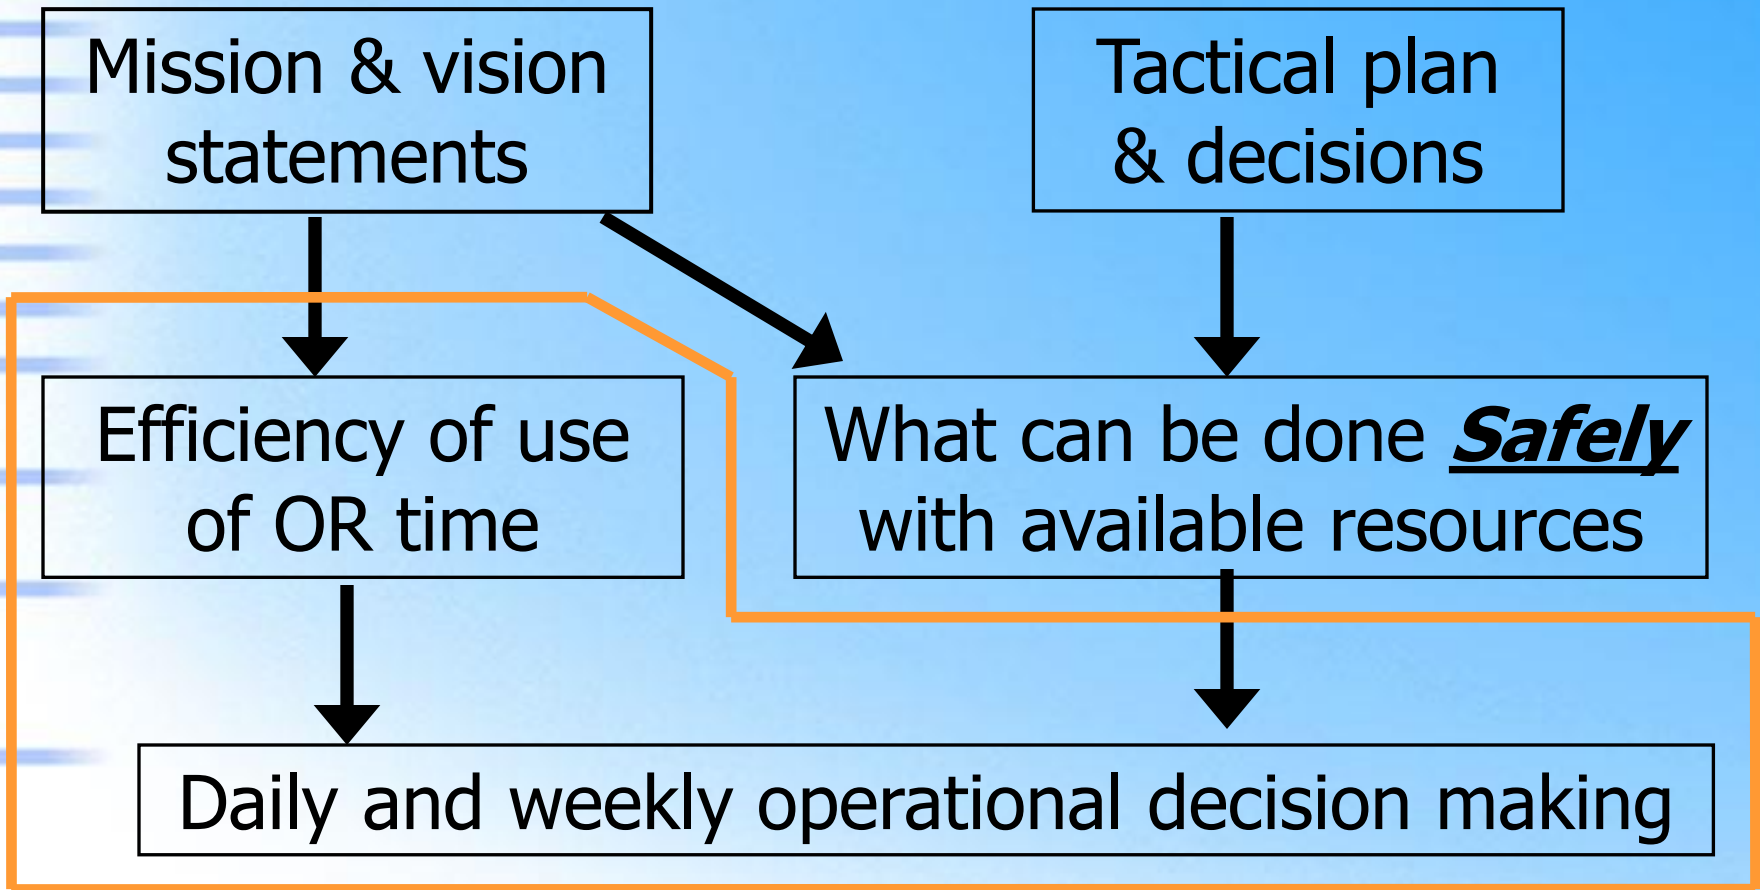 Mission & vision
statements
Tactical plan
& decisions
Efficiency of use
of OR time
What can be done Safely
with available resources
Daily and weekly operational decision making